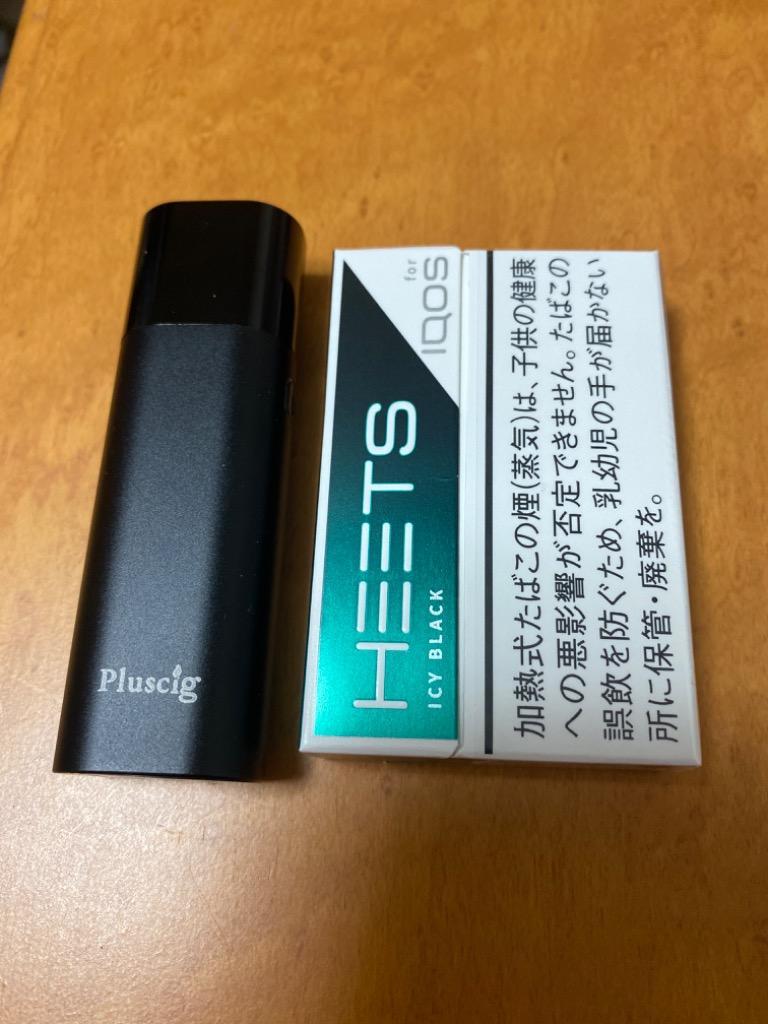 Pluscig
HEETS
ICY BLACK
for
IQOS
加熱式たばこの煙(蒸気)は、子供の健康
への悪影響が否定できません。たばこの
誤飲を防ぐため、乳幼児の手が届かない
所に保管・廃棄を。